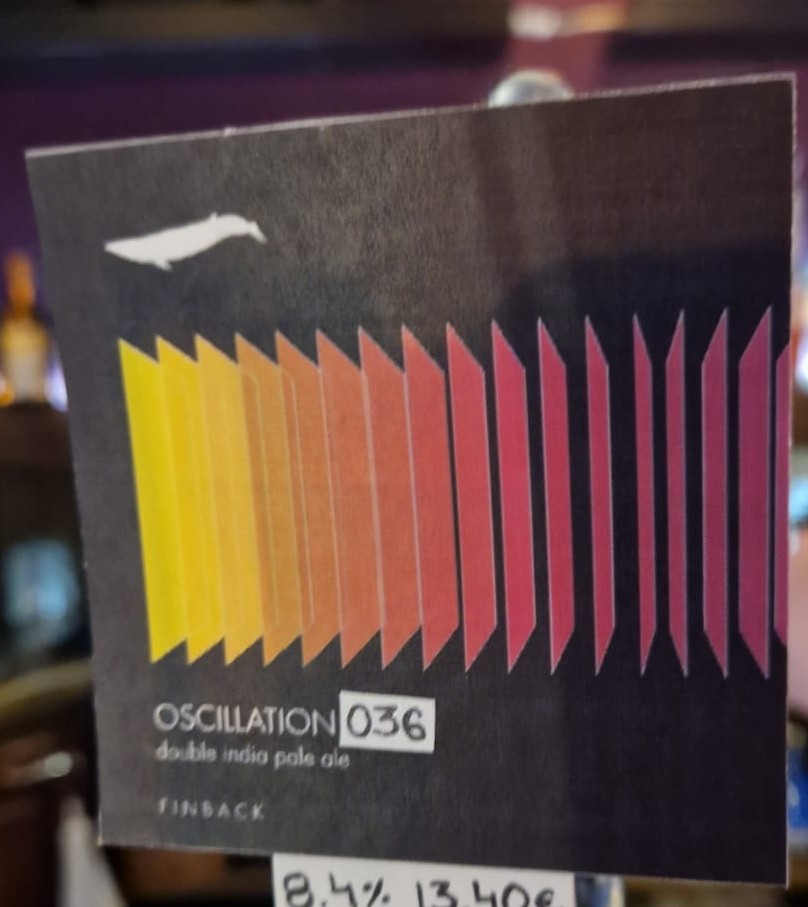 OSCILLATION 036
double india pale ale
FINBACK
8.4% 13.40€